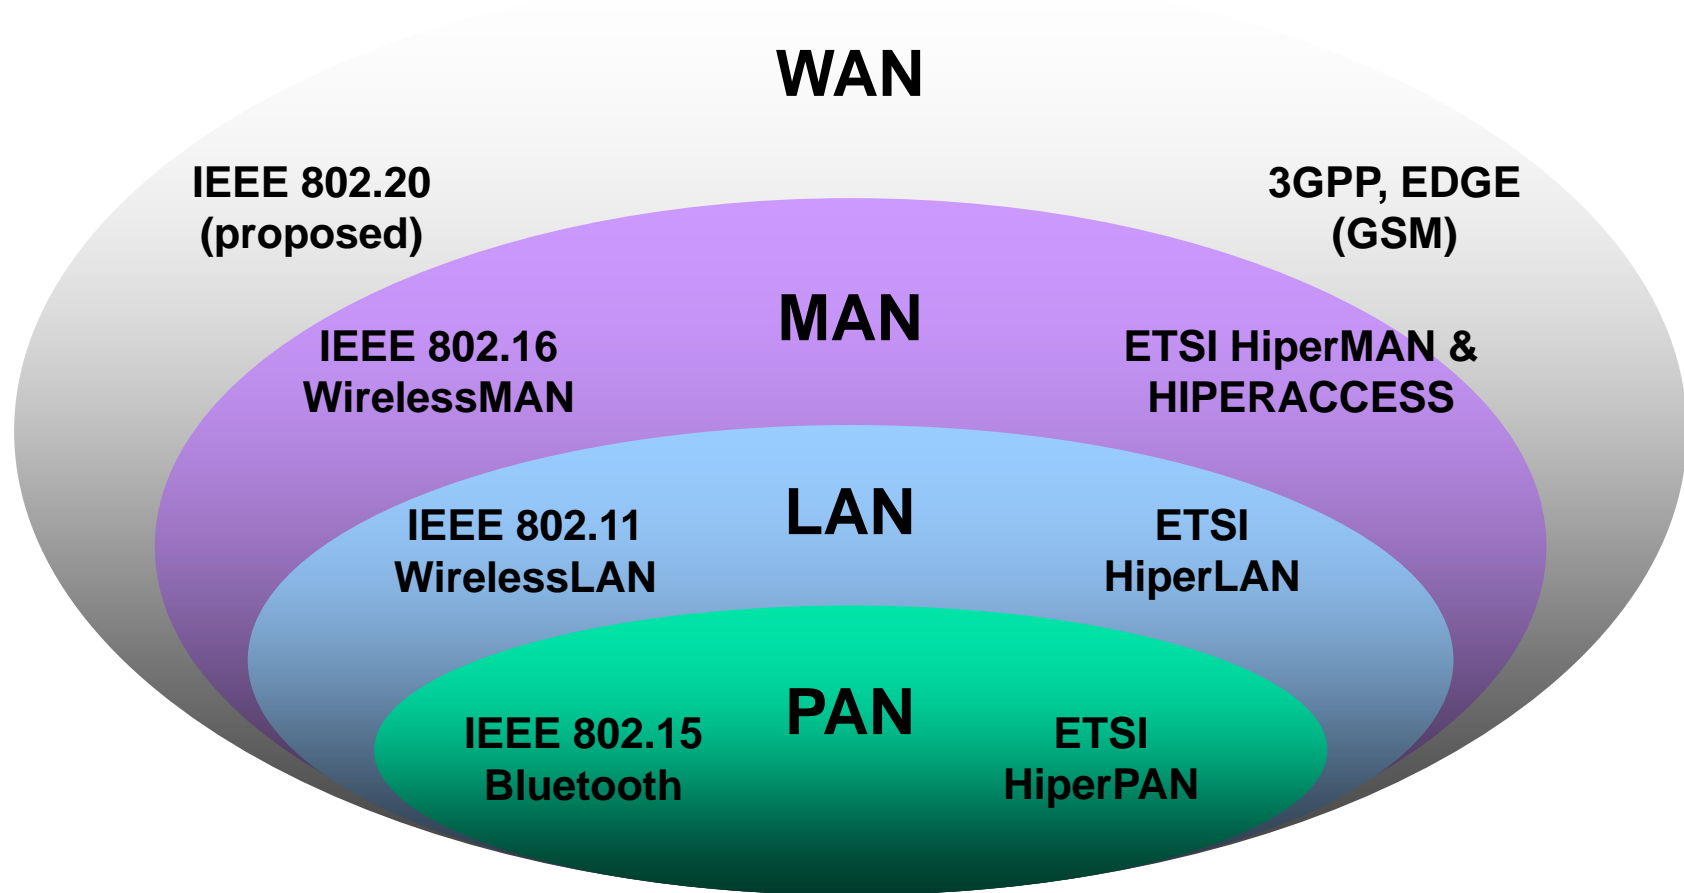 WAN
IEEE 802.20
(proposed)
3GPP, EDGE
(GSM)
MAN
IEEE 802.16
WirelessMAN
ETSI HiperMAN &
HIPERACCESS
LAN
IEEE 802.11
WirelessLAN
ETSI
HiperLAN
PAN
IEEE 802.15
Bluetooth
ETSI
HiperPAN